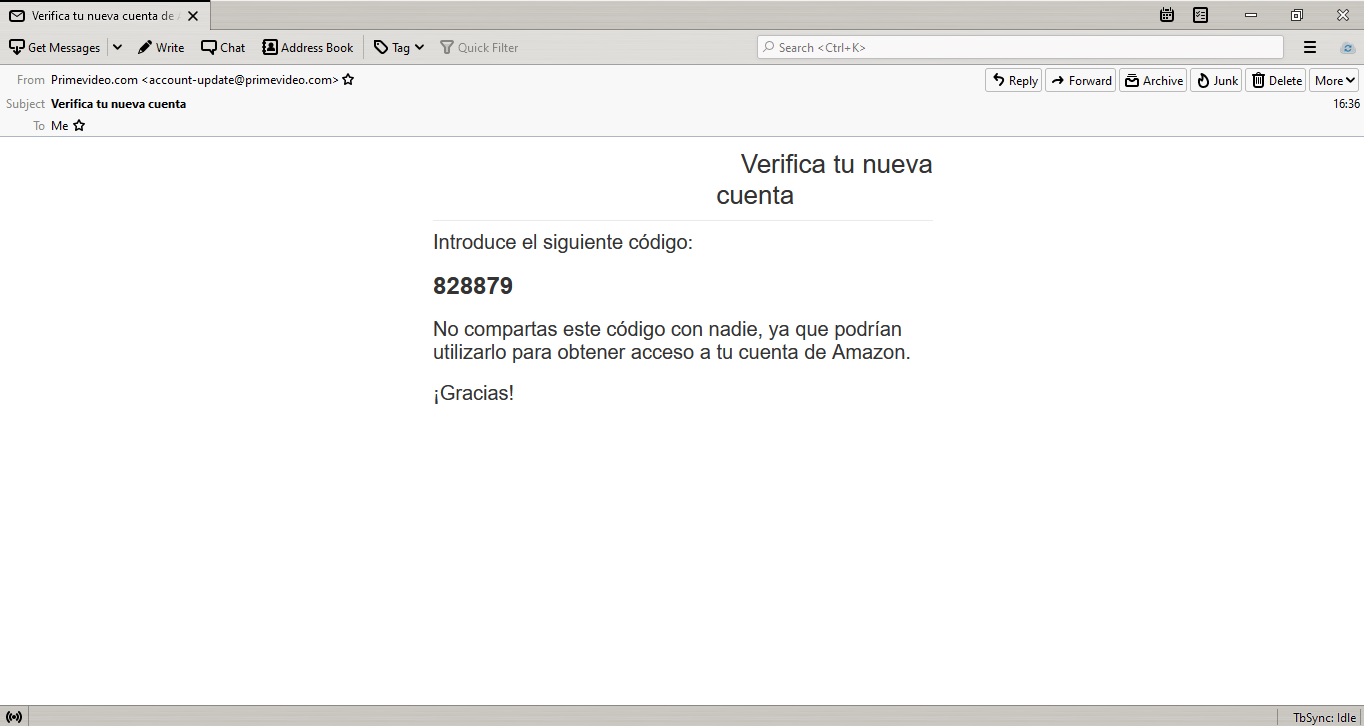 Verifica tu nueva cuenta de
Get Messages Write Chat Address Book Tag Quick Filter Search <Ctrl+K>
From Primevideo.com <account-update@primevideo.com> Reply Forward Archive Junk Delete More
Subject Verifica tu nueva cuenta 16:36
To Me
Verifica tu nueva
cuenta
Introduce el siguiente código:
828879
No compartas este código con nadie, ya que podrían
utilizarlo para obtener acceso a tu cuenta de Amazon.
¡Gracias!
TbSync: Idle